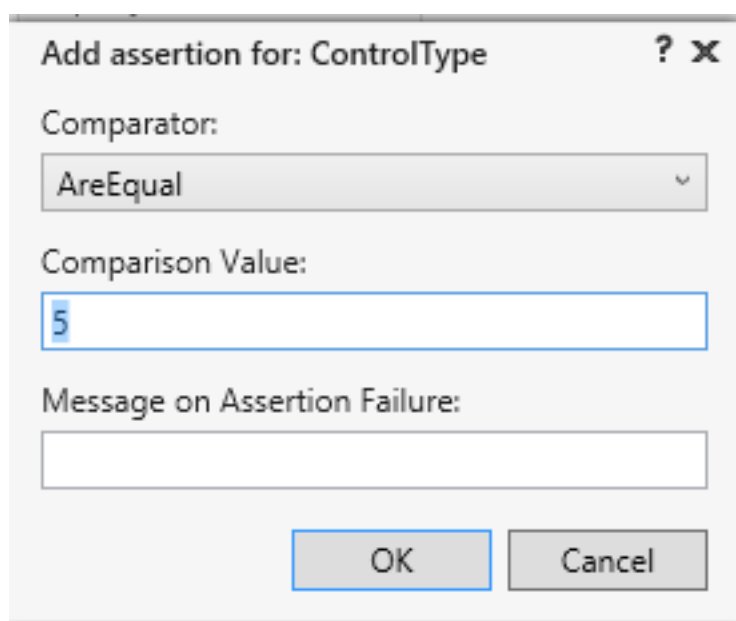 Add assertion for: ControlType
Comparator:
AreEqual
Comparison Value:
5
Message on Assertion Failure:
OK Cancel